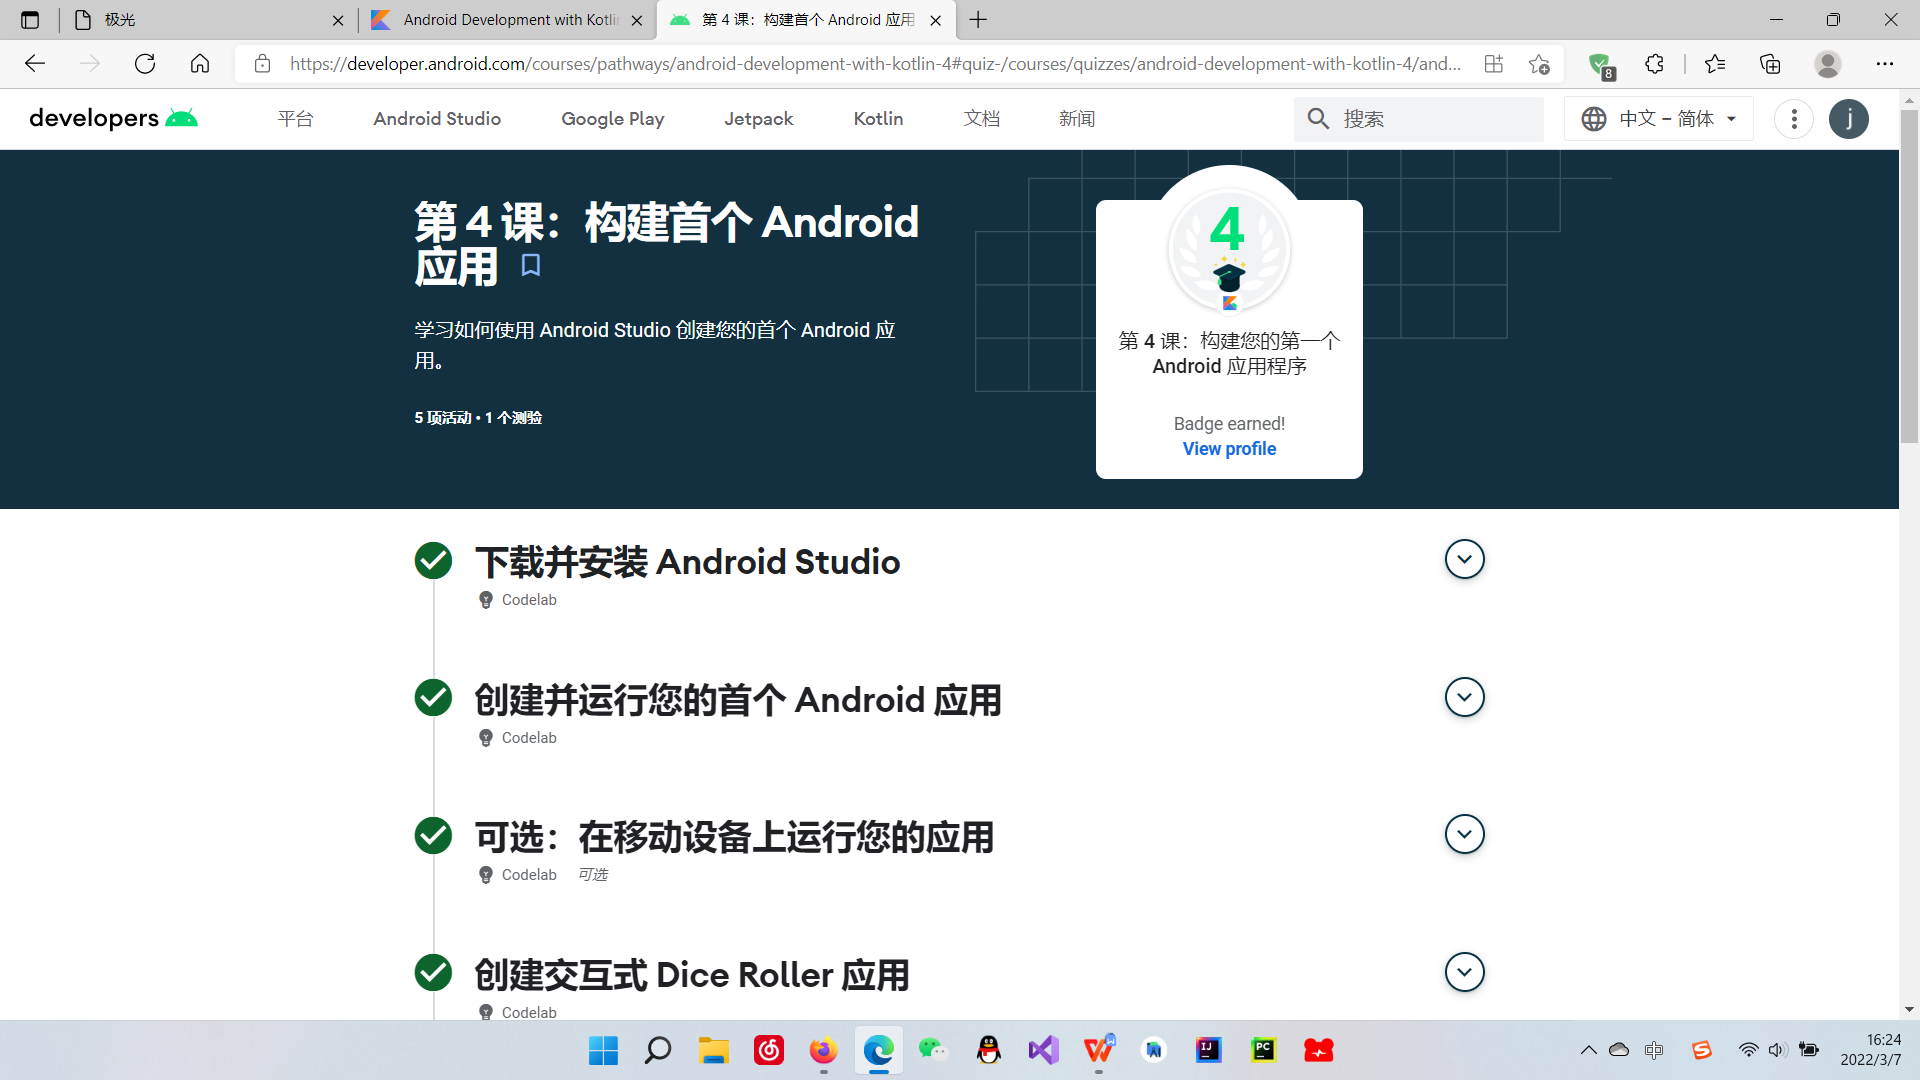 极光
Android Development with Kotli
第 4 课：构建首个 Android 应用
https://developer.android.com/courses/pathways/android-development-with-kotlin-4#quiz-/courses/quizzes/android-development-with-kotlin-4/and...
8
developers
平台
Android Studio
Google Play
Jetpack
Kotlin
文档
新闻
搜索
中文 – 简体
j
第 4 课：构建首个 Android
应用
学习如何使用 Android Studio 创建您的首个 Android 应
用。
5 项活动 • 1 个测验
4
第 4 课：构建您的第一个
Android 应用程序
Badge earned!
View profile
下载并安装 Android Studio
Codelab
创建并运行您的首个 Android 应用
Codelab
可选：在移动设备上运行您的应用
Codelab 可选
创建交互式 Dice Roller 应用
Codelab
W
IJ
PC
中
S
16:24
2022/3/7